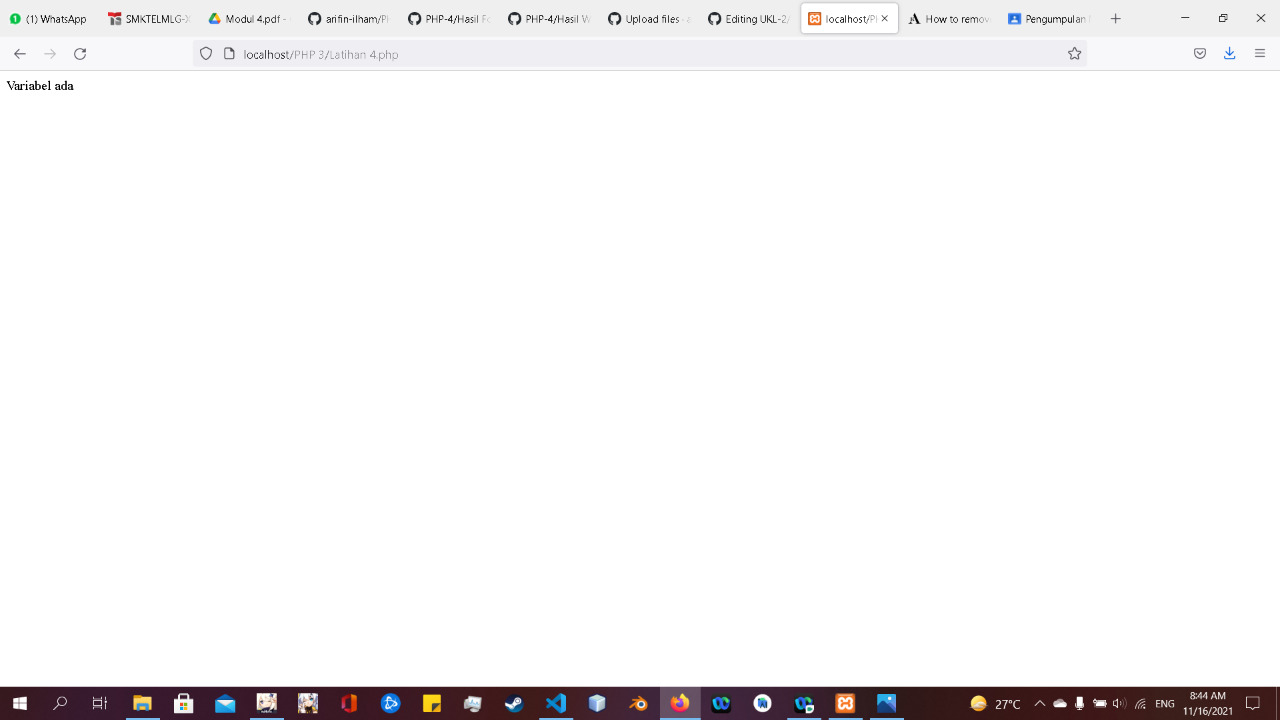 (1) WhatsApp
SMKTELMLG-X
Modul 4.pdf -
arifin-ilham/P
PHP-4/Hasil Fo
PHP-4/Hasil W
Upload files ·
Editing UKL-2/
localhost/P
How to remov
Pengumpulan
localhost/PHP 3/Latihan 4.php
Variabel ada
27°C
ENG
8:44 AM
11/16/2021